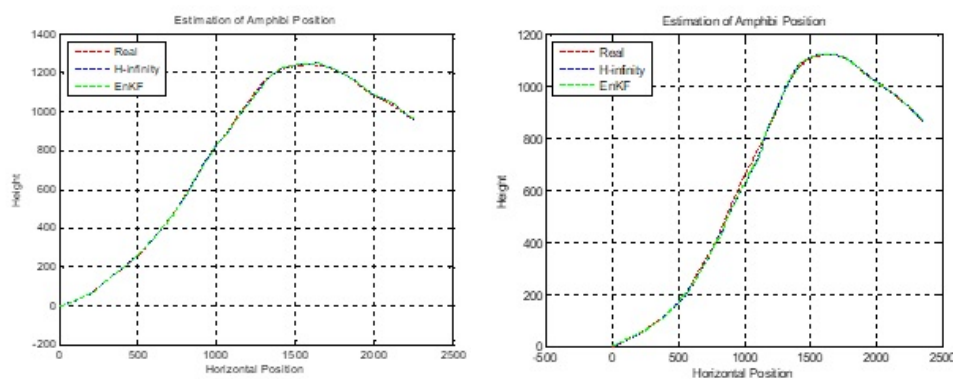 Estimation of Amphibi Position
1400
1200
1000
800
600
400
200
0
-200
Height
Real
H-infinity
EnKF
0 500 1000 1500 2000 2500
Horizontal Position
Estimation of Amphibi Position
1200
1000
800
600
400
200
0
Height
Real
H-infinity
EnKF
-500 0 500 1000 1500 2000 2500
Horizontal Position